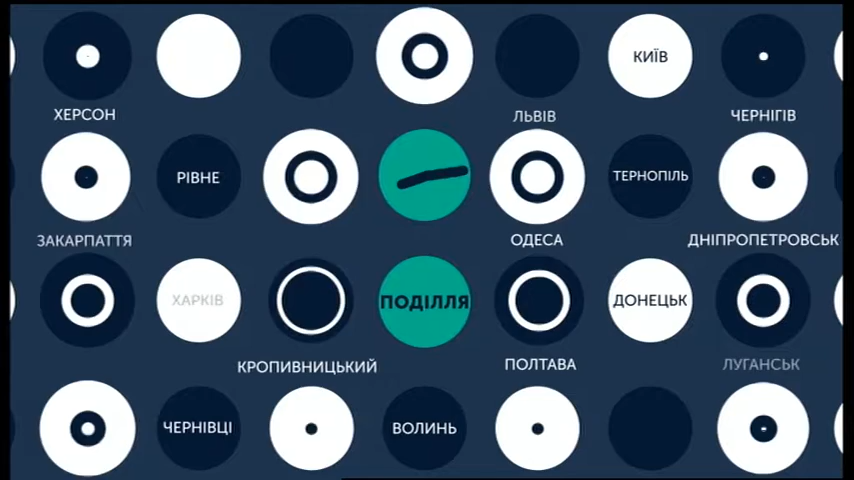 КИЇВ
ХЕРСОН
ЛЬВІВ
ЧЕРНІГІВ
РІВНЕ
ТЕРНОПІЛЬ
ЗАКАРПАТТЯ
ОДЕСА
ДНІПРОПЕТРОВСЬК
ХАРКІВ
ПОДІЛЛЯ
ДОНЕЦЬК
КРОПИВНИЦЬКИЙ
ПОЛТАВА
ЛУГАНСЬК
ЧЕРНІВЦІ
ВОЛИНЬ